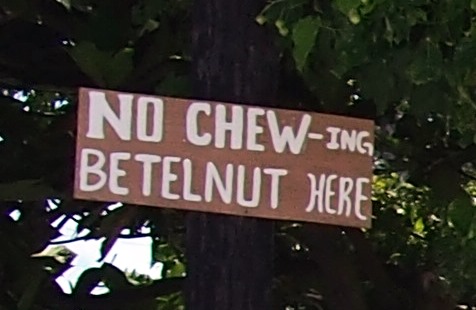 NO CHEW-ING
BETELNUT HERE